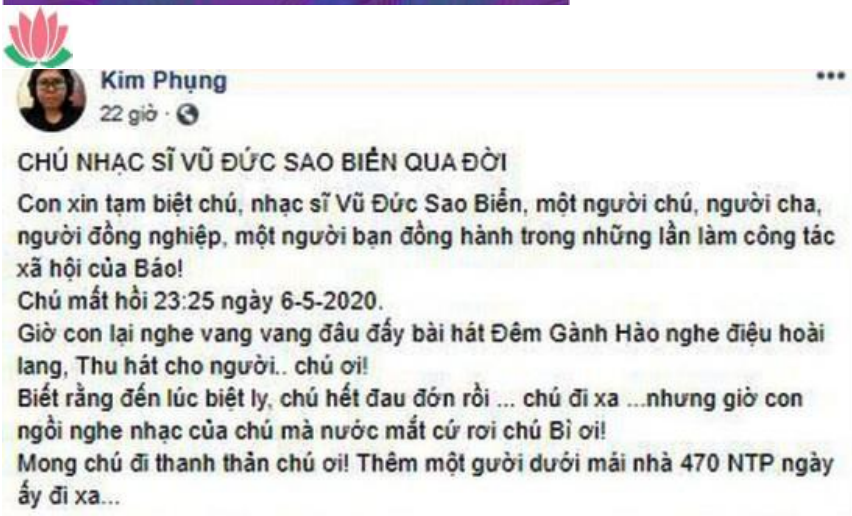 Kim Phụng
22 giờ ·
CHÚ NHẠC SĨ VŨ ĐỨC SAO BIỂN QUA ĐỜI
Con xin tạm biệt chú, nhạc sĩ Vũ Đức Sao Biển, một người chú, người cha,
người đồng nghiệp, một người bạn đồng hành trong những lần làm công tác
xã hội của Báo!
Chú mất hồi 23:25 ngày 6-5-2020.
Giờ con lại nghe vang vang đâu đấy bài hát Đêm Gành Hào nghe điệu hoài
lang, Thu hát cho người.. chú ơi!
Biết rằng đến lúc biệt ly, chú hết đau đớn rồi ... chú đi xa ...nhưng giờ con
ngồi nghe nhạc của chú mà nước mắt cứ rơi chú Bỉ ơi!
Mong chú đi thanh thản chú ơi! Thêm một gười dưới mái nhà 470 NTP ngày
ấy đi xa...